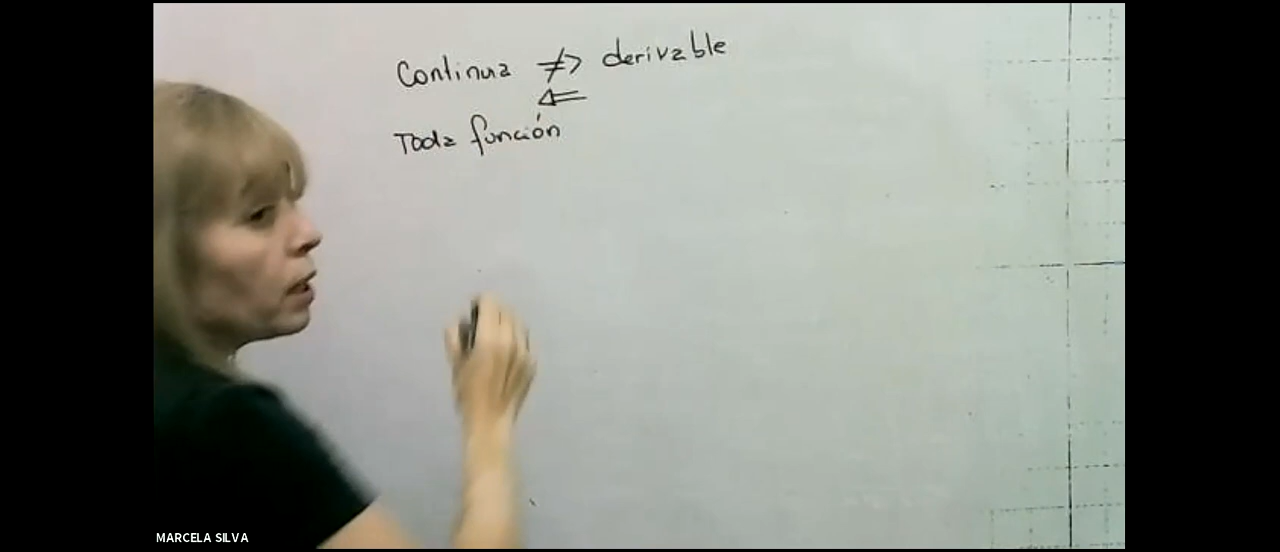 Continua ⇏ derivable
⇐
Toda función
MARCELA SILVA